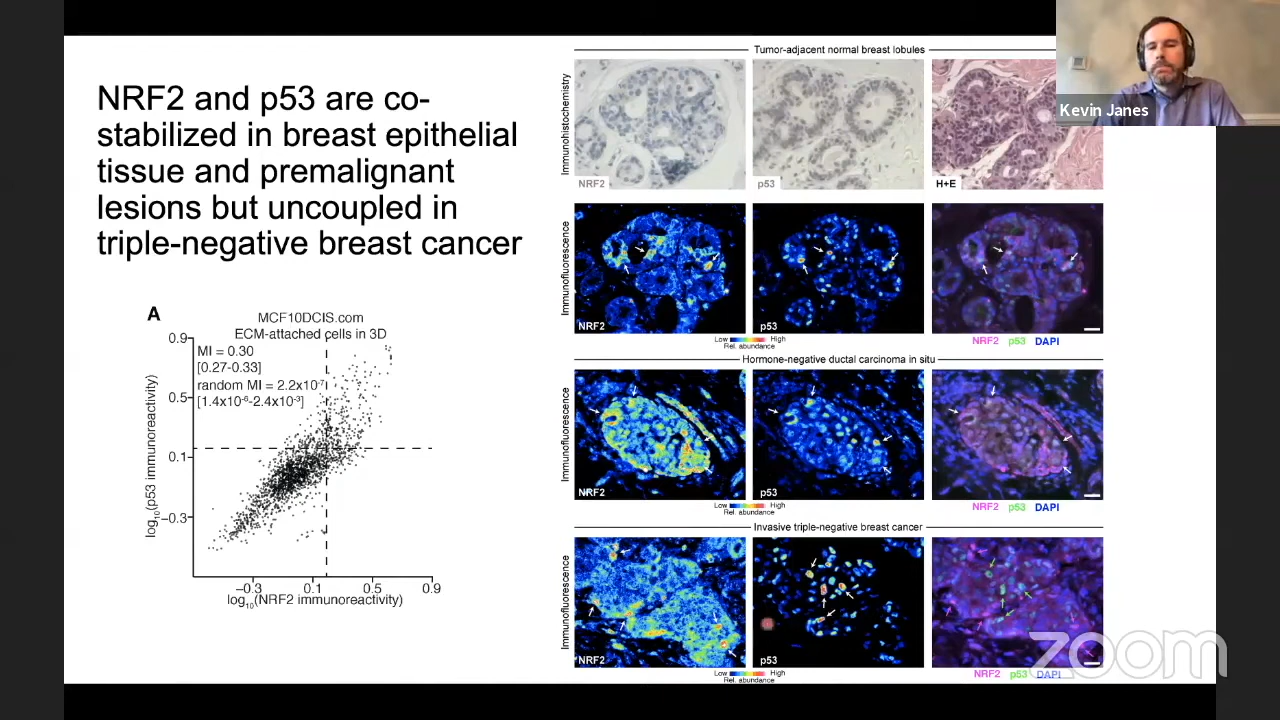 NRF2 and p53 are co-
stabilized in breast epithelial
tissue and premalignant
lesions but uncoupled in
triple-negative breast cancer
A
MCF10DCIS.com
ECM-attached cells in 3D
MI = 0.30
[0.27-0.33]
random MI = 2.2x10⁻⁷
[1.4x10⁻⁶-2.4x10⁻³]
0.9
0.5
0.1
−0.3
log₁₀(p53 immunoreactivity)
−0.3 0.1 0.5 0.9
log₁₀(NRF2 immunoreactivity)
Tumor-adjacent normal breast lobules
Immunohistochemistry
NRF2
p53
H+E
Immunofluorescence
NRF2
p53
Low High
Rel. abundance
NRF2 p53 DAPI
Hormone-negative ductal carcinoma in situ
Immunofluorescence
NRF2
p53
Low High
Rel. abundance
NRF2 p53 DAPI
Invasive triple-negative breast cancer
Immunofluorescence
NRF2
p53
Low High
Rel. abundance
NRF2 p53 DAPI
Kevin Janes
zoom